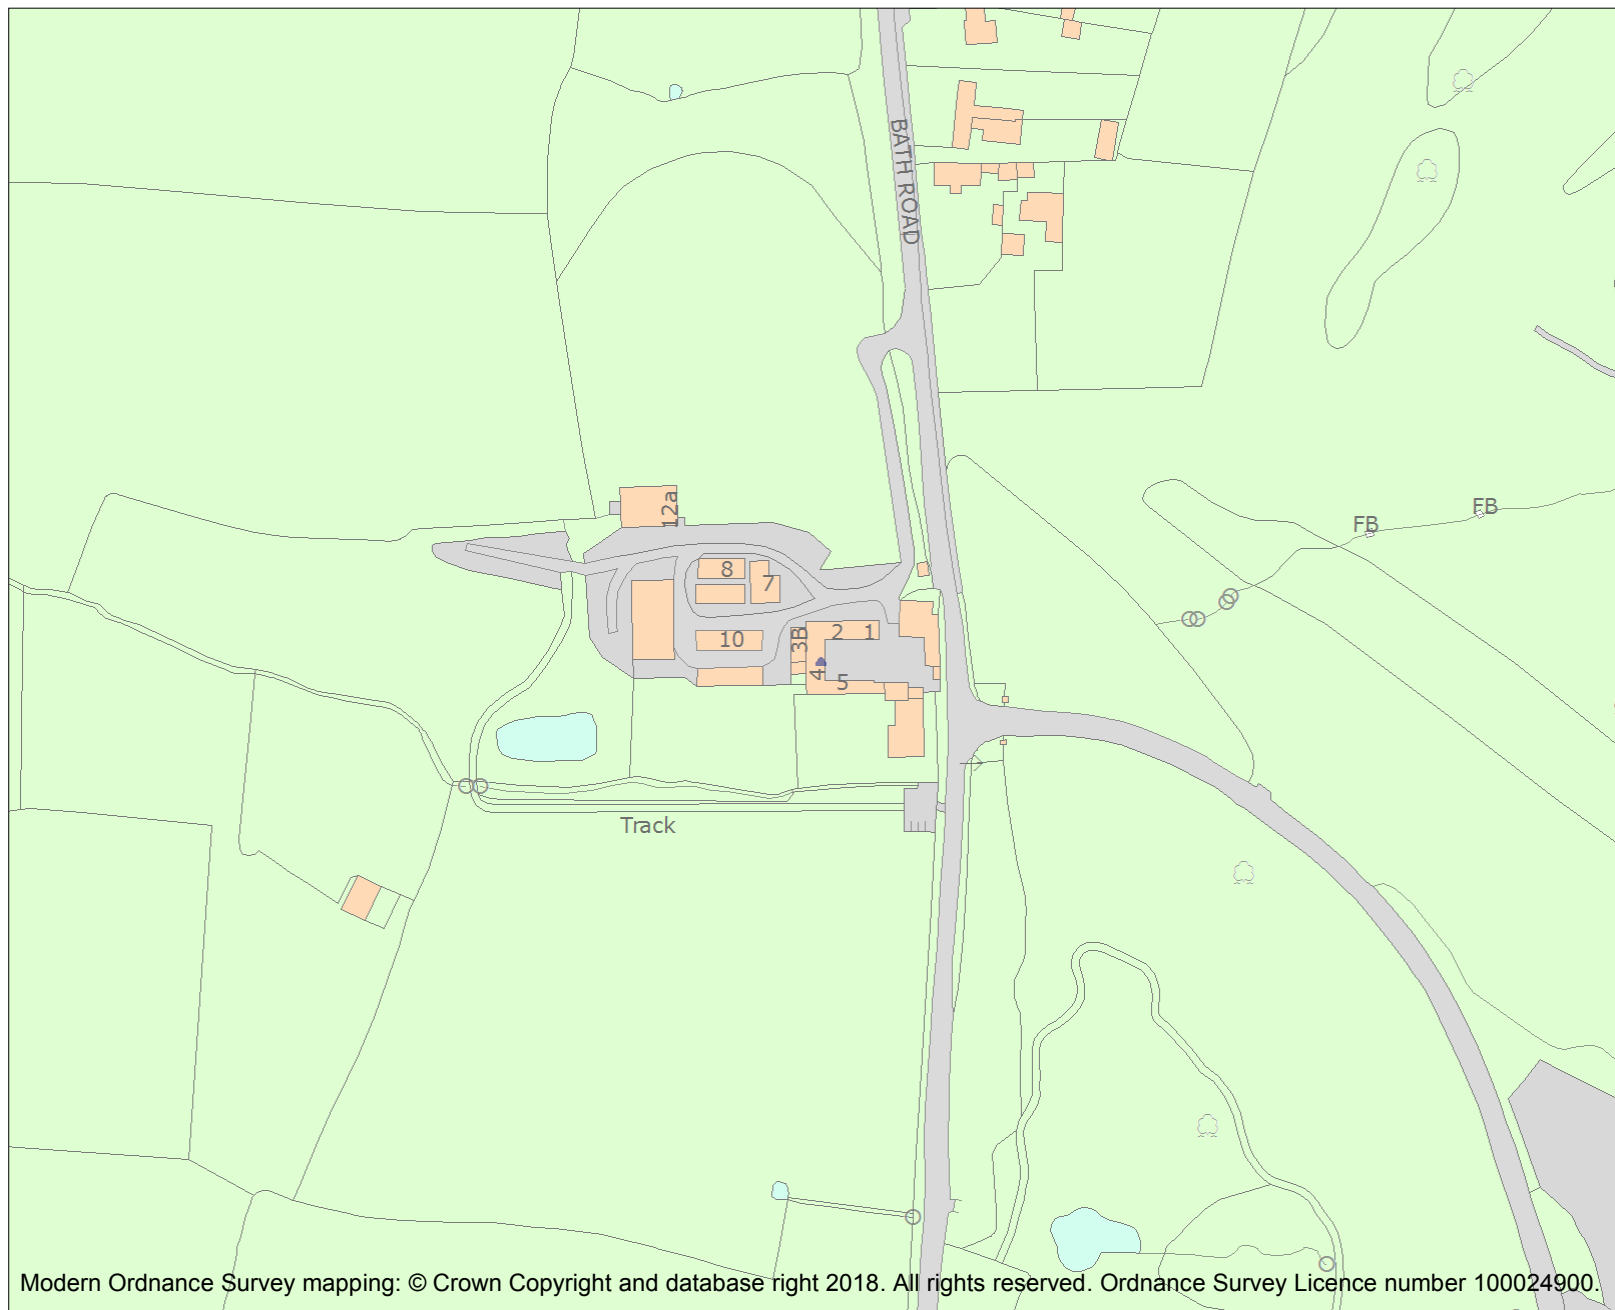 BATH ROAD
12a
FB
FB
8
7
10
3B
2
1
4
5
Track
Modern Ordnance Survey mapping: © Crown Copyright and database right 2018. All rights reserved. Ordnance Survey Licence number 100024900.